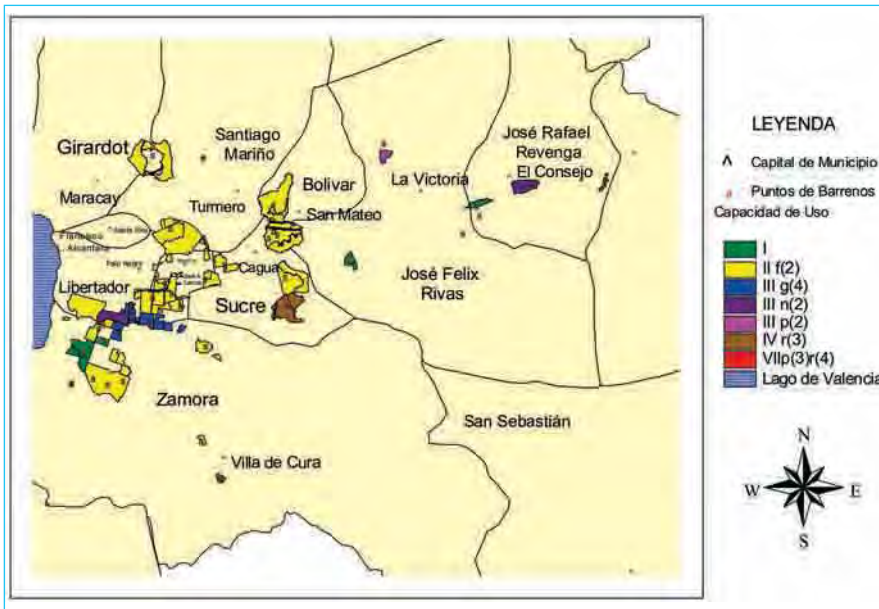 Girardot
Santiago
Mariño
José Rafael
Revenga
El Consejo
Maracay
Turmero
Bolivar
La Victoria
San Mateo
Libertador
Cagua
Sucre
José Felix
Rivas
Zamora
San Sebastián
Villa de Cura
LEYENDA
Capital de Municipio
Puntos de Barrenos
Capacidad de Uso
I
II f(2)
III g(4)
III n(2)
III p(2)
IV r(3)
VIIp(3)r(4)
Lago de Valencia
N
W
E
S